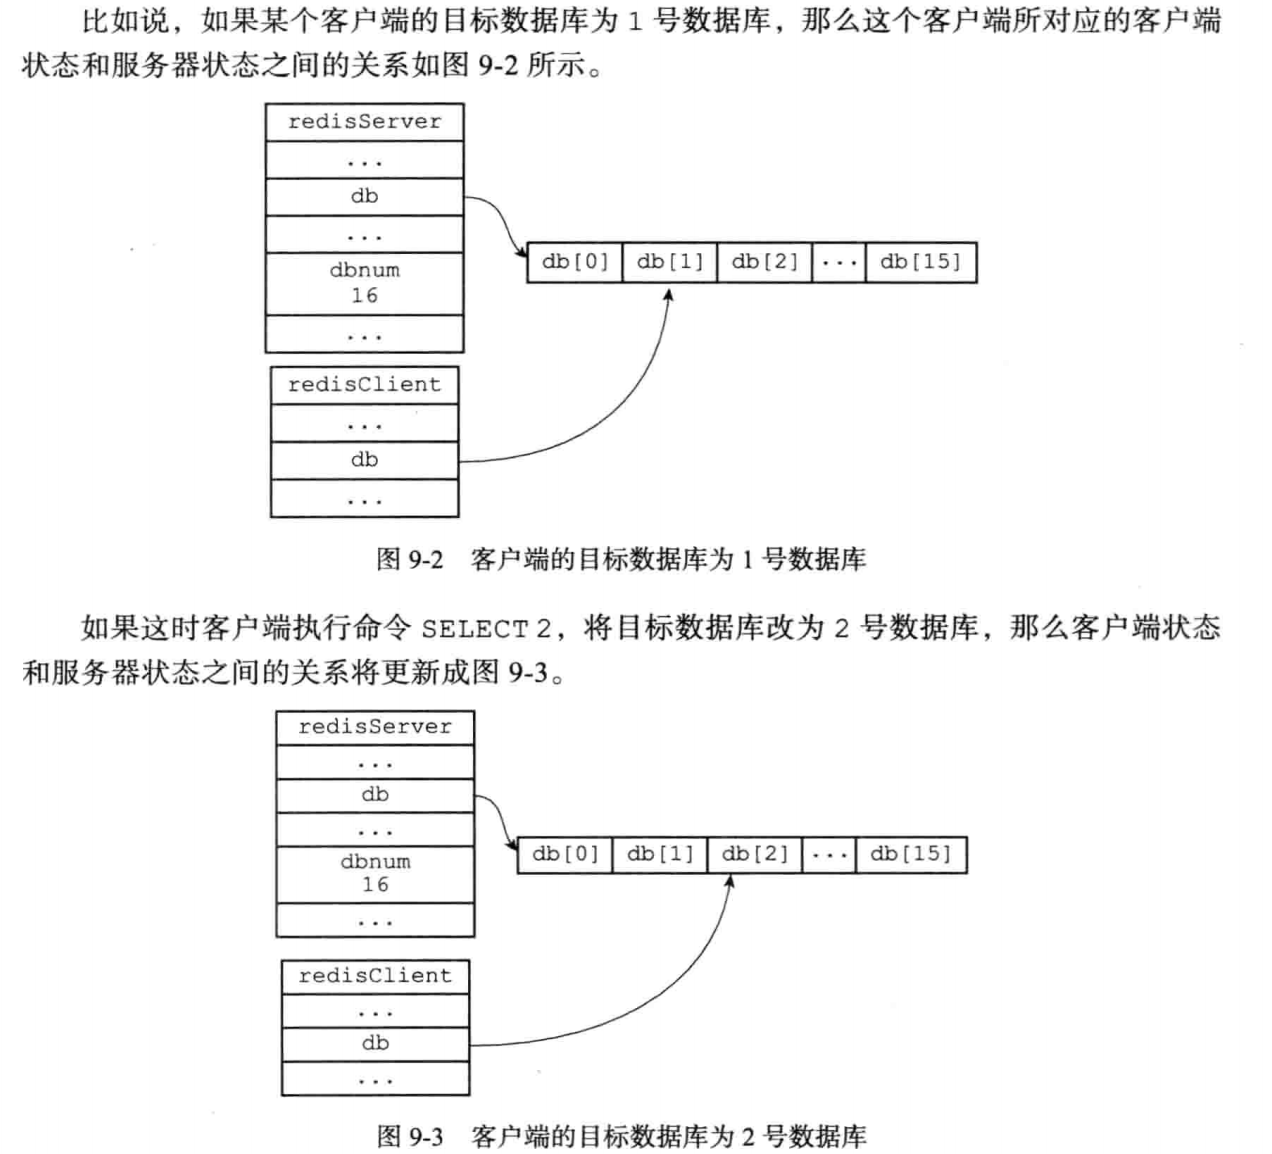 比如说，如果某个客户端的目标数据库为 1 号数据库，那么这个客户端所对应的客户端
状态和服务器状态之间的关系如图 9-2 所示。
redisServer
...
db
...
dbnum
16
...
db[0] db[1] db[2] ... db[15]
redisClient
...
db
...
图 9-2 客户端的目标数据库为 1 号数据库
如果这时客户端执行命令 SELECT 2，将目标数据库改为 2 号数据库，那么客户端状态
和服务器状态之间的关系将更新成图 9-3。
redisServer
...
db
...
dbnum
16
...
db[0] db[1] db[2] ... db[15]
redisClient
...
db
...
图 9-3 客户端的目标数据库为 2 号数据库